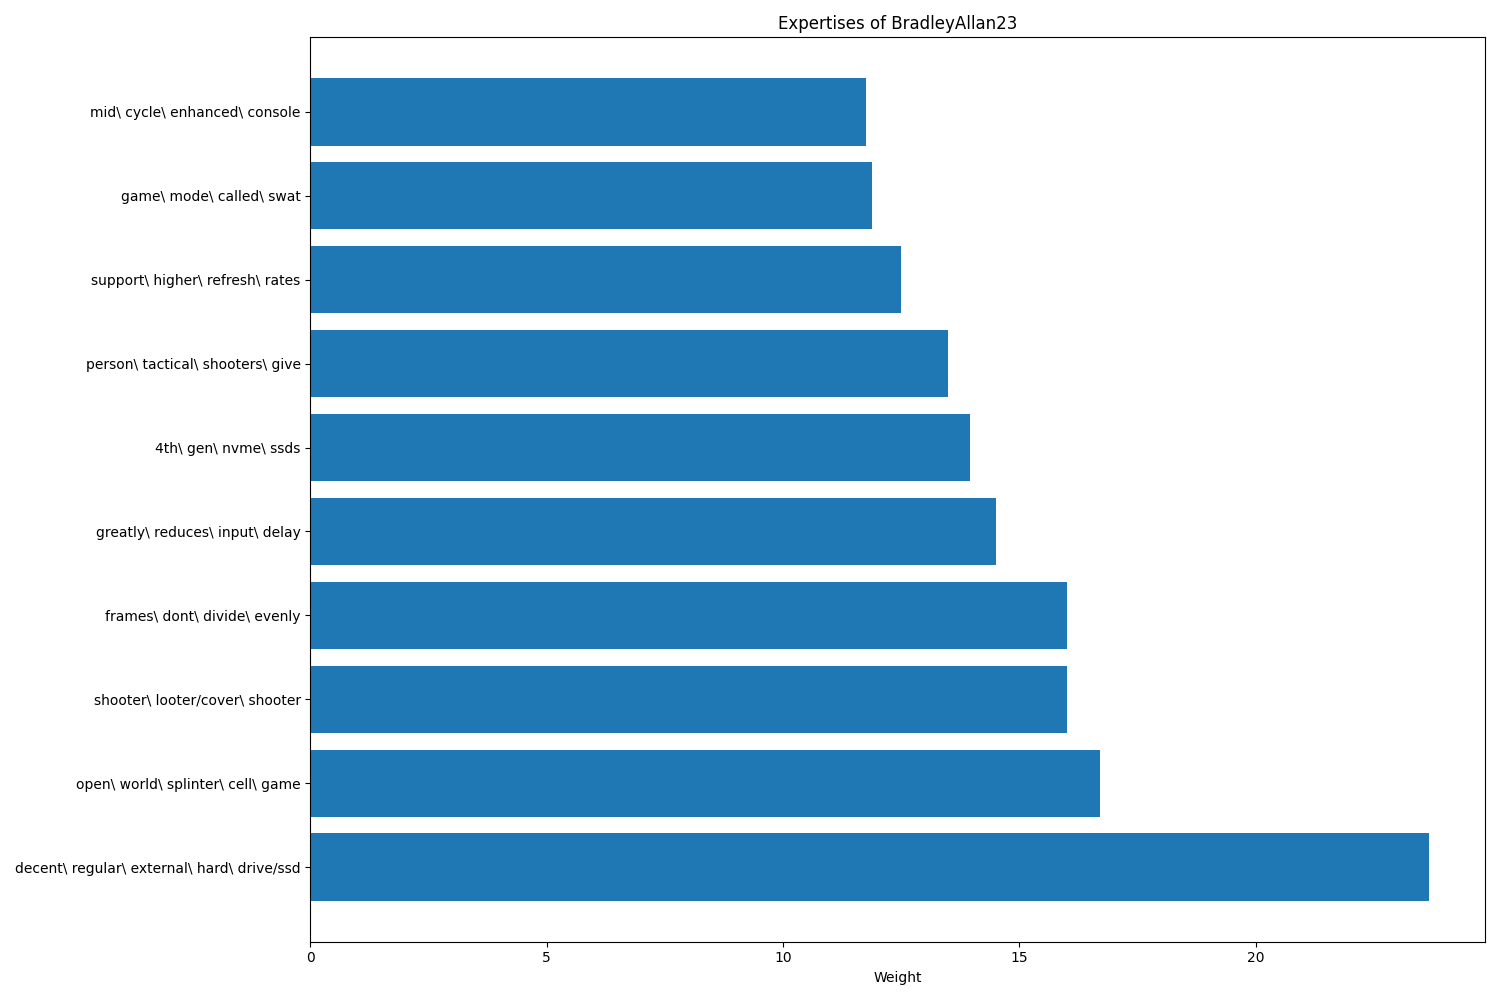 Expertises of BradleyAllan23
mid\ cycle\ enhanced\ console
game\ mode\ called\ swat
support\ higher\ refresh\ rates
person\ tactical\ shooters\ give
4th\ gen\ nvme\ ssds
greatly\ reduces\ input\ delay
frames\ dont\ divide\ evenly
shooter\ looter/cover\ shooter
open\ world\ splinter\ cell\ game
decent\ regular\ external\ hard\ drive/ssd
0 5 10 15 20
Weight